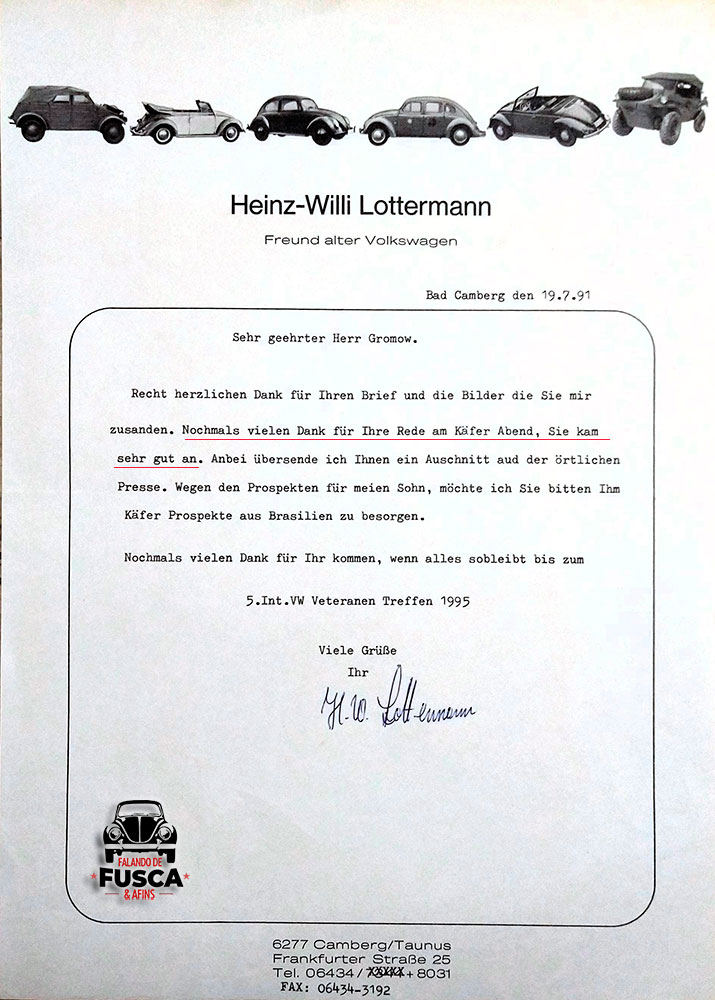 Heinz-Willi Lottermann
Freund alter Volkswagen
Bad Camberg den 19.7.91
Sehr geehrter Herr Gromow.
Recht herzlichen Dank für Ihren Brief und die Bilder die Sie mir
zusanden. Nochmals vielen Dank für Ihre Rede am Käfer Abend, Sie kam
sehr gut an. Anbei übersende ich Ihnen ein Auschnitt aud der örtlichen
Presse. Wegen den Prospekten für meien Sohn, möchte ich Sie bitten Ihm
Käfer Prospekte aus Brasilien zu besorgen.
Nochmals vielen Dank für Ihr kommen, wenn alles sobleibt bis zum
5.Int.VW Veteranen Treffen 1995
Viele Grüße
Ihr
H.W. Lottermann
FALANDO DE
FUSCA
& AFINS
6277 Camberg/Taunus
Frankfurter Straße 25
Tel. 06434/ + 8031
FAX: 06434-3192